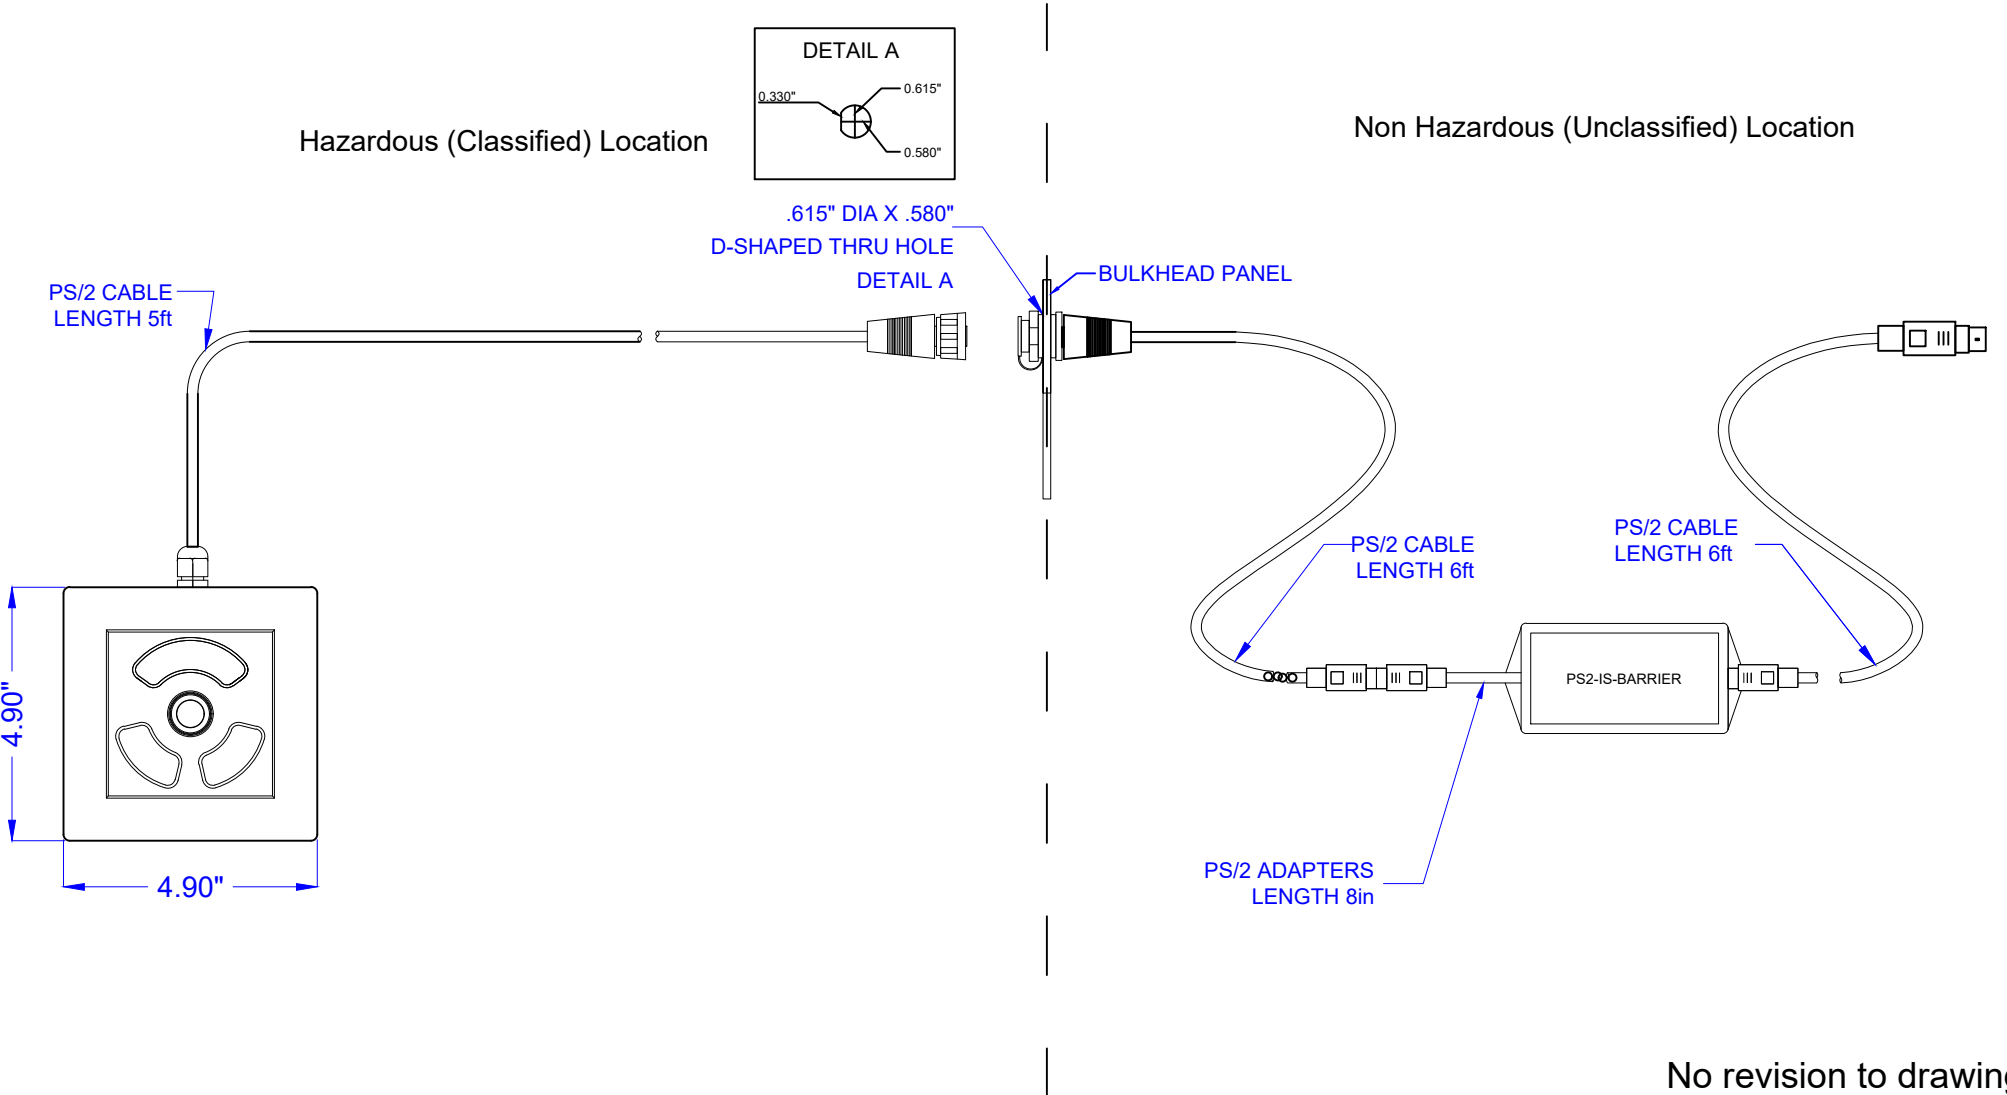 DETAIL A
0.330"
0.615"
0.580"
Hazardous (Classified) Location
Non Hazardous (Unclassified) Location
.615" DIA X .580"
D-SHAPED THRU HOLE
DETAIL A
BULKHEAD PANEL
PS/2 CABLE
LENGTH 5ft
PS/2 CABLE
LENGTH 6ft
PS/2 CABLE
LENGTH 6ft
PS2-IS-BARRIER
4.90"
4.90"
PS/2 ADAPTERS
LENGTH 8in
No revision to drawing